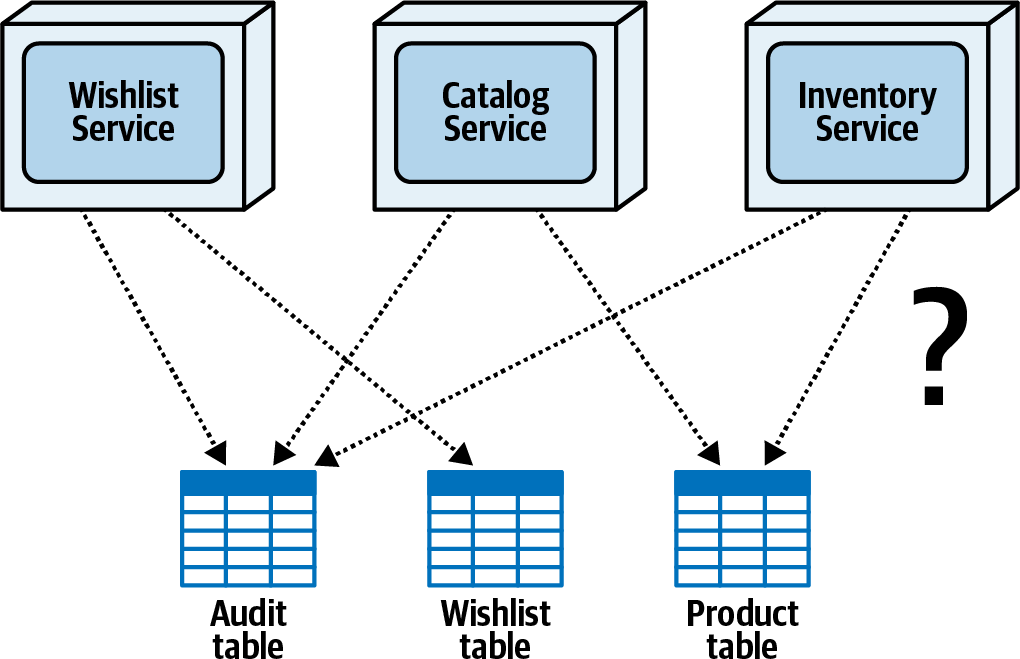 Wishlist
Service
Catalog
Service
Inventory
Service
?
Audit
table
Wishlist
table
Product
table